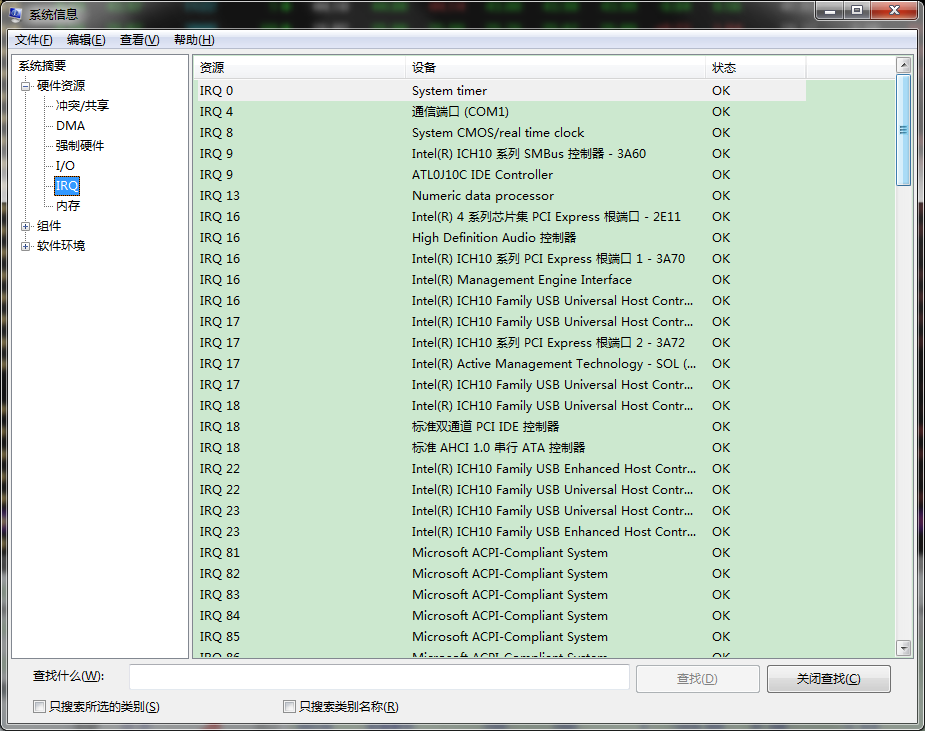 系统信息
文件(F) 编辑(E) 查看(V) 帮助(H)
系统摘要
硬件资源
冲突/共享
DMA
强制硬件
I/O
IRQ
内存
组件
软件环境
资源 设备 状态
IRQ 0 System timer OK
IRQ 4 通信端口 (COM1) OK
IRQ 8 System CMOS/real time clock OK
IRQ 9 Intel(R) ICH10 系列 SMBus 控制器 - 3A60 OK
IRQ 9 ATL0J10C IDE Controller OK
IRQ 13 Numeric data processor OK
IRQ 16 Intel(R) 4 系列芯片集 PCI Express 根端口 - 2E11 OK
IRQ 16 High Definition Audio 控制器 OK
IRQ 16 Intel(R) ICH10 系列 PCI Express 根端口 1 - 3A70 OK
IRQ 16 Intel(R) Management Engine Interface OK
IRQ 16 Intel(R) ICH10 Family USB Universal Host Contr... OK
IRQ 17 Intel(R) ICH10 Family USB Universal Host Contr... OK
IRQ 17 Intel(R) ICH10 系列 PCI Express 根端口 2 - 3A72 OK
IRQ 17 Intel(R) Active Management Technology - SOL (... OK
IRQ 17 Intel(R) ICH10 Family USB Universal Host Contr... OK
IRQ 18 Intel(R) ICH10 Family USB Universal Host Contr... OK
IRQ 18 标准双通道 PCI IDE 控制器 OK
IRQ 18 标准 AHCI 1.0 串行 ATA 控制器 OK
IRQ 22 Intel(R) ICH10 Family USB Enhanced Host Contr... OK
IRQ 22 Intel(R) ICH10 Family USB Universal Host Contr... OK
IRQ 23 Intel(R) ICH10 Family USB Universal Host Contr... OK
IRQ 23 Intel(R) ICH10 Family USB Enhanced Host Contr... OK
IRQ 81 Microsoft ACPI-Compliant System OK
IRQ 82 Microsoft ACPI-Compliant System OK
IRQ 83 Microsoft ACPI-Compliant System OK
IRQ 84 Microsoft ACPI-Compliant System OK
IRQ 85 Microsoft ACPI-Compliant System OK
IRQ 86 Microsoft ACPI-Compliant System OK
查找什么(W): 查找(D) 关闭查找(C)
只搜索所选的类别(S) 只搜索类别名称(R)